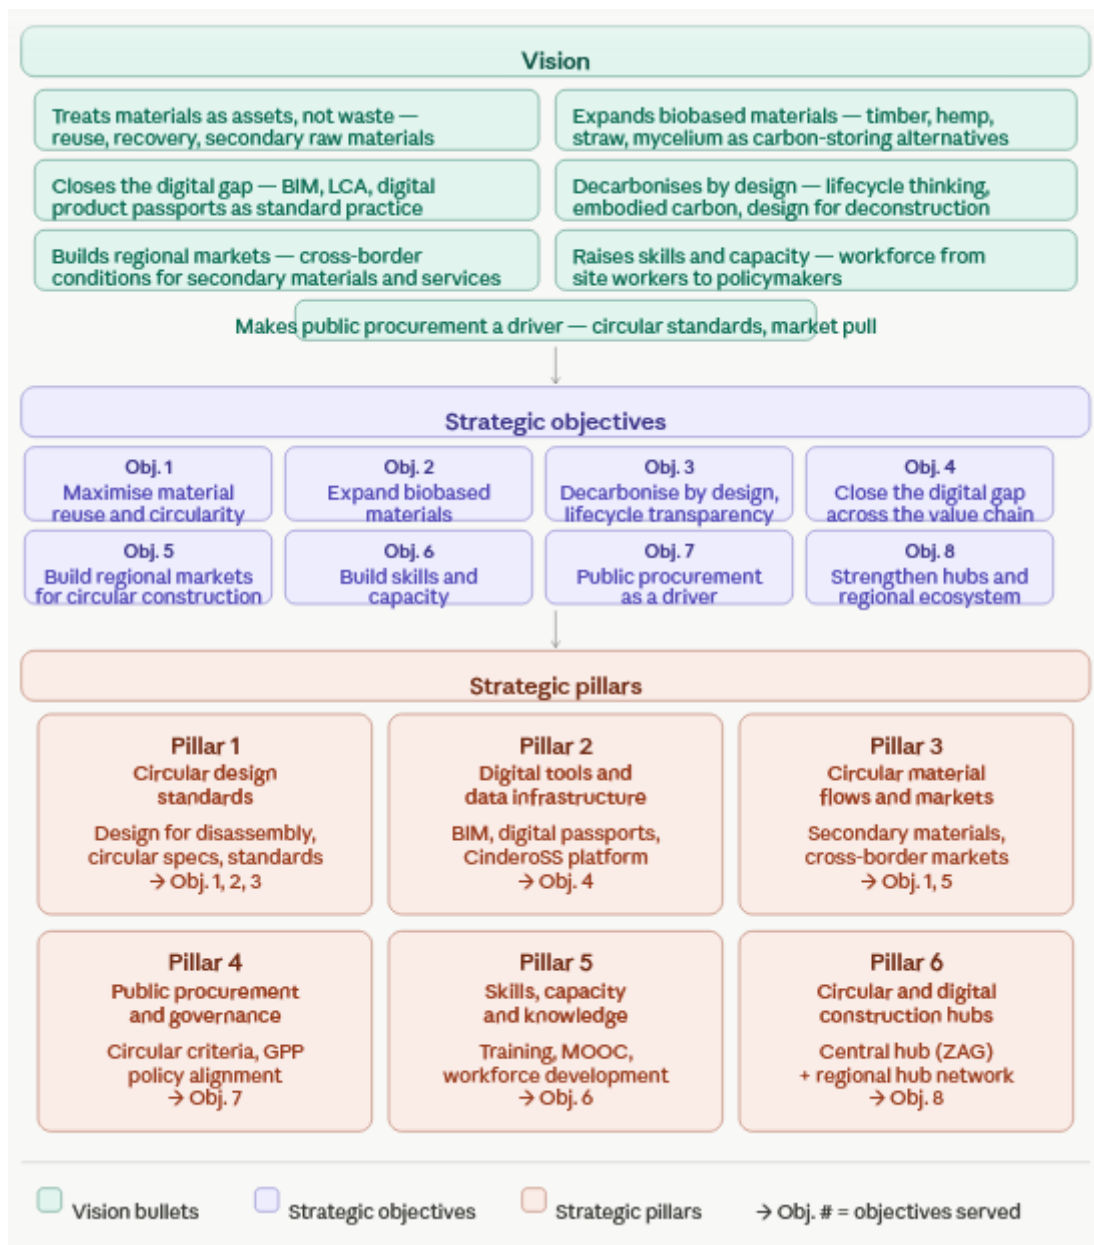 Vision
Treats materials as assets, not waste —
reuse, recovery, secondary raw materials
Expands biobased materials — timber, hemp,
straw, mycelium as carbon-storing alternatives
Closes the digital gap — BIM, LCA, digital
product passports as standard practice
Decarbonises by design — lifecycle thinking,
embodied carbon, design for deconstruction
Builds regional markets — cross-border
conditions for secondary materials and services
Raises skills and capacity — workforce from
site workers to policymakers
Makes public procurement a driver — circular standards, market pull
Strategic objectives
Obj. 1
Maximise material
reuse and circularity
Obj. 2
Expand biobased
materials
Obj. 3
Decarbonise by design,
lifecycle transparency
Obj. 4
Close the digital gap
across the value chain
Obj. 5
Build regional markets
for circular construction
Obj. 6
Build skills and
capacity
Obj. 7
Public procurement
as a driver
Obj. 8
Strengthen hubs and
regional ecosystem
Strategic pillars
Pillar 1
Circular design
standards
Design for disassembly,
circular specs, standards
→ Obj. 1, 2, 3
Pillar 2
Digital tools and
data infrastructure
BIM, digital passports,
CinderoSS platform
→ Obj. 4
Pillar 3
Circular material
flows and markets
Secondary materials,
cross-border markets
→ Obj. 1, 5
Pillar 4
Public procurement
and governance
Circular criteria, GPP
policy alignment
→ Obj. 7
Pillar 5
Skills, capacity
and knowledge
Training, MOOC,
workforce development
→ Obj. 6
Pillar 6
Circular and digital
construction hubs
Central hub (ZAG)
+ regional hub network
→ Obj. 8
Vision bullets
Strategic objectives
Strategic pillars
→ Obj. # = objectives served